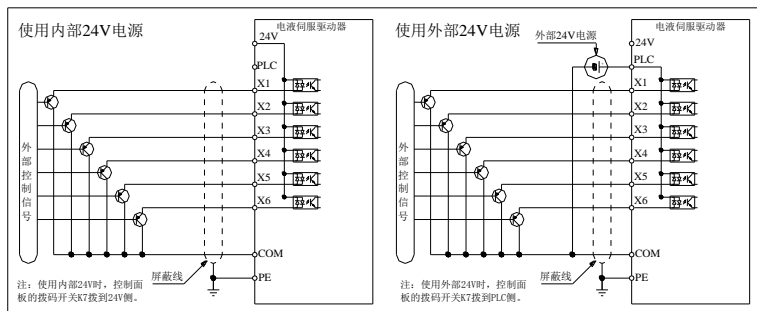 使用内部24V电源
电液伺服驱动器
24V
PLC
X1
X2
X3
X4
X5
X6
COM
PE
外部控制信号
屏蔽线
注：使用内部24V时，控制面
板的拨码开关K7拨到24V侧。
使用外部24V电源
外部24V电源
电液伺服驱动器
24V
PLC
X1
X2
X3
X4
X5
X6
COM
PE
外部控制信号
屏蔽线
注：使用外部24V时，控制面
板的拨码开关K7拨到PLC侧。